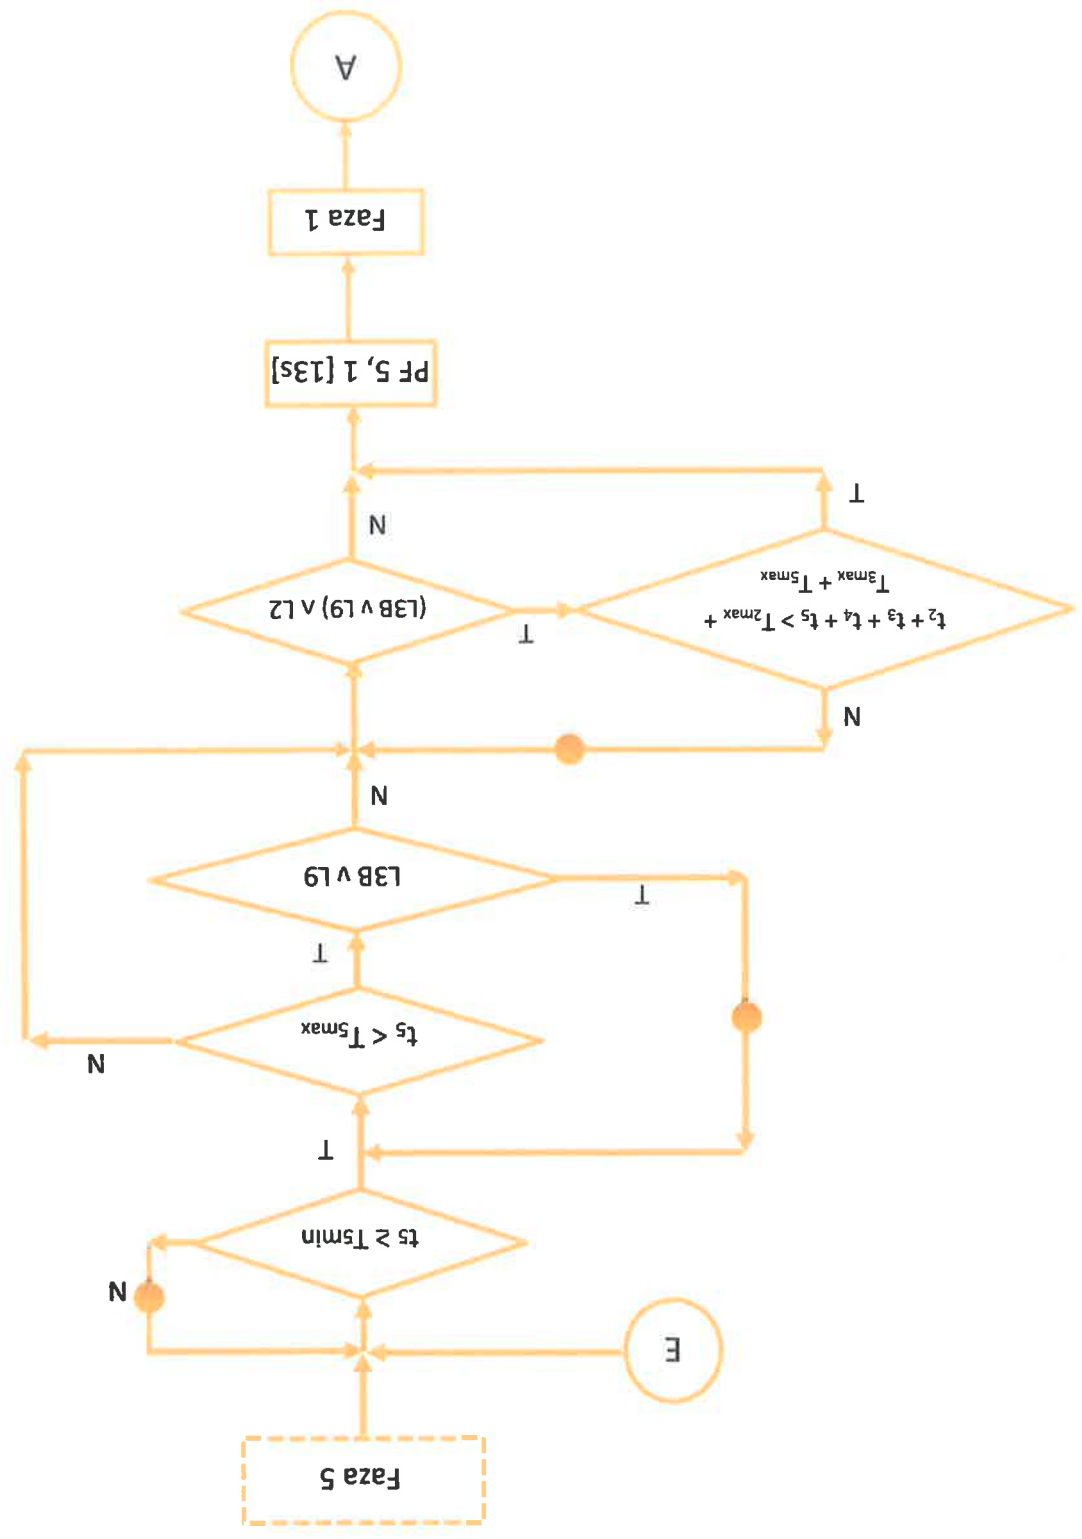 Faza 5
E
N
t5 ≥ T5min
T
N
t₅ < T₅ₘₐₓ
T
T
L3B v L9
N
N
T
t₂ + t₃ + t₄ + t₅ > T₂ₘₐₓ +
T₃ₘₐₓ + T₅ₘₐₓ
(L3B v L9) ʌ L2
N
T
PF 5, 1 [13s]
Faza 1
A